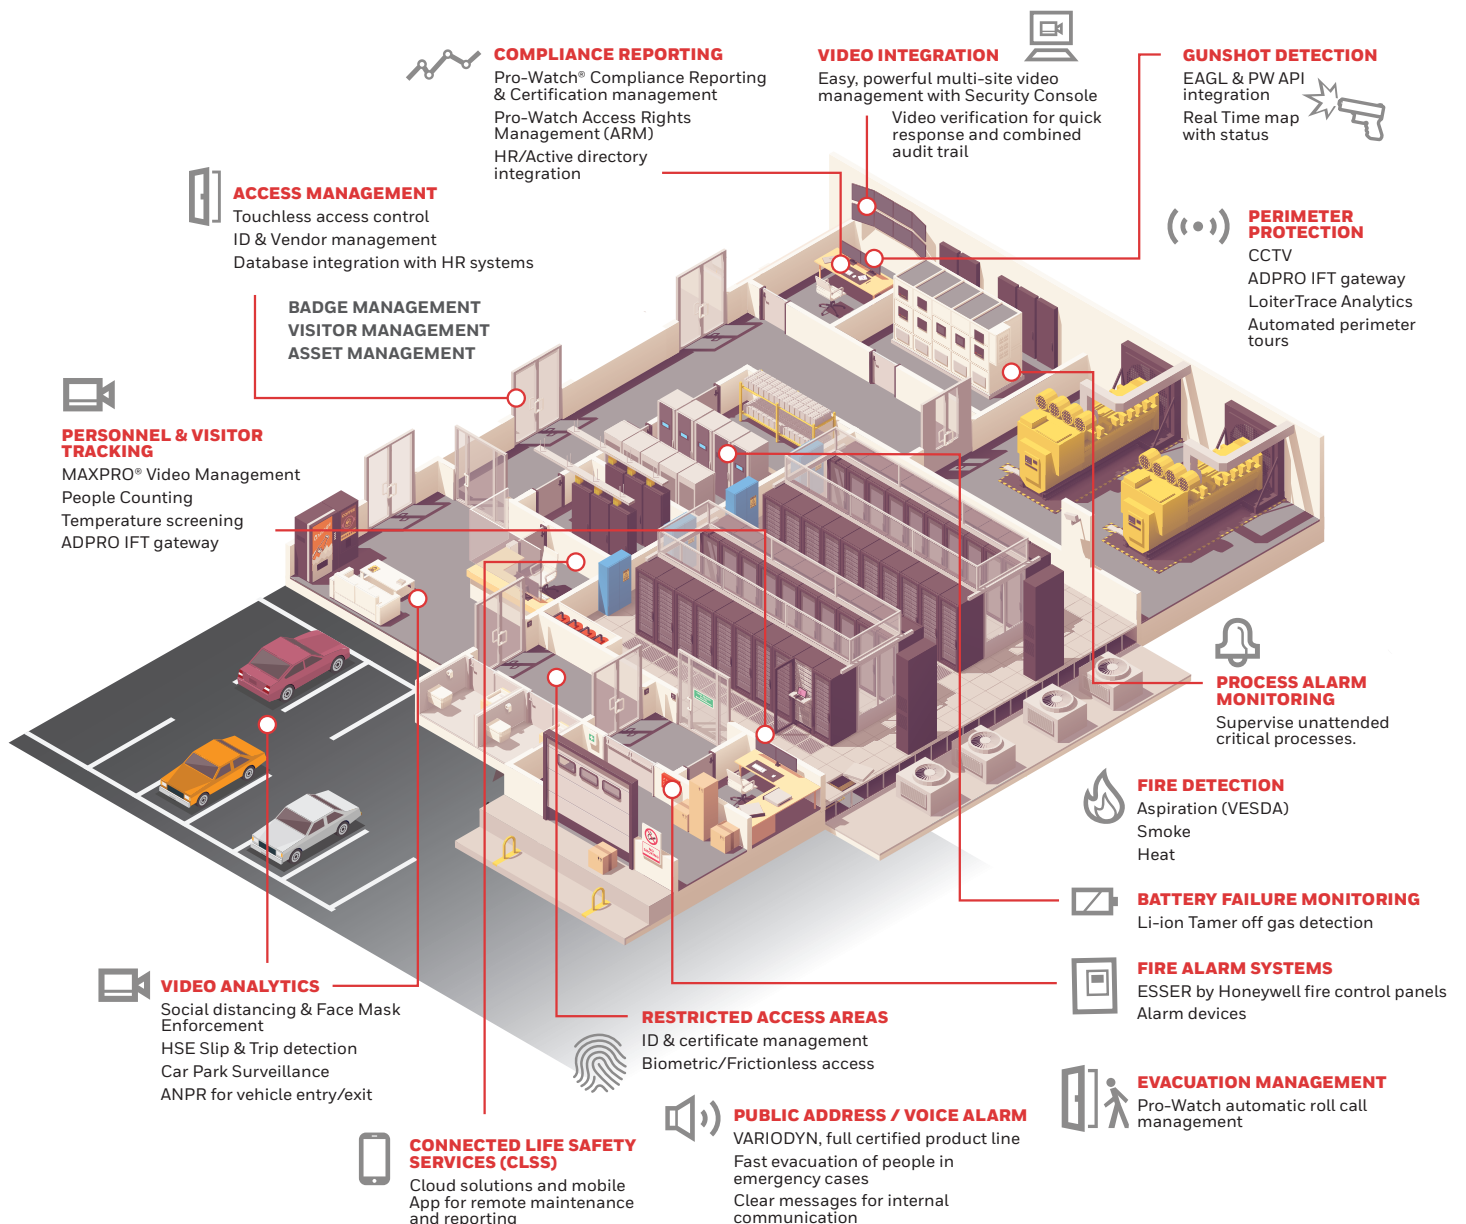 COMPLIANCE REPORTING
Pro-Watch® Compliance Reporting
& Certification management
Pro-Watch Access Rights
Management (ARM)
HR/Active directory
integration
VIDEO INTEGRATION
Easy, powerful multi-site video
management with Security Console
Video verification for quick
response and combined
audit trail
GUNSHOT DETECTION
EAGL & PW API
integration
Real Time map
with status
ACCESS MANAGEMENT
Touchless access control
ID & Vendor management
Database integration with HR systems
BADGE MANAGEMENT
VISITOR MANAGEMENT
ASSET MANAGEMENT
PERIMETER
PROTECTION
CCTV
ADPRO IFT gateway
LoiterTrace Analytics
Automated perimeter
tours
PERSONNEL & VISITOR
TRACKING
MAXPRO® Video Management
People Counting
Temperature screening
ADPRO IFT gateway
PROCESS ALARM
MONITORING
Supervise unattended
critical processes.
FIRE DETECTION
Aspiration (VESDA)
Smoke
Heat
BATTERY FAILURE MONITORING
Li-ion Tamer off gas detection
FIRE ALARM SYSTEMS
ESSER by Honeywell fire control panels
Alarm devices
VIDEO ANALYTICS
Social distancing & Face Mask
Enforcement
HSE Slip & Trip detection
Car Park Surveillance
ANPR for vehicle entry/exit
RESTRICTED ACCESS AREAS
ID & certificate management
Biometric/Frictionless access
EVACUATION MANAGEMENT
Pro-Watch automatic roll call
management
CONNECTED LIFE SAFETY
SERVICES (CLSS)
Cloud solutions and mobile
App for remote maintenance
and reporting
PUBLIC ADDRESS / VOICE ALARM
VARIODYN, full certified product line
Fast evacuation of people in
emergency cases
Clear messages for internal
communication